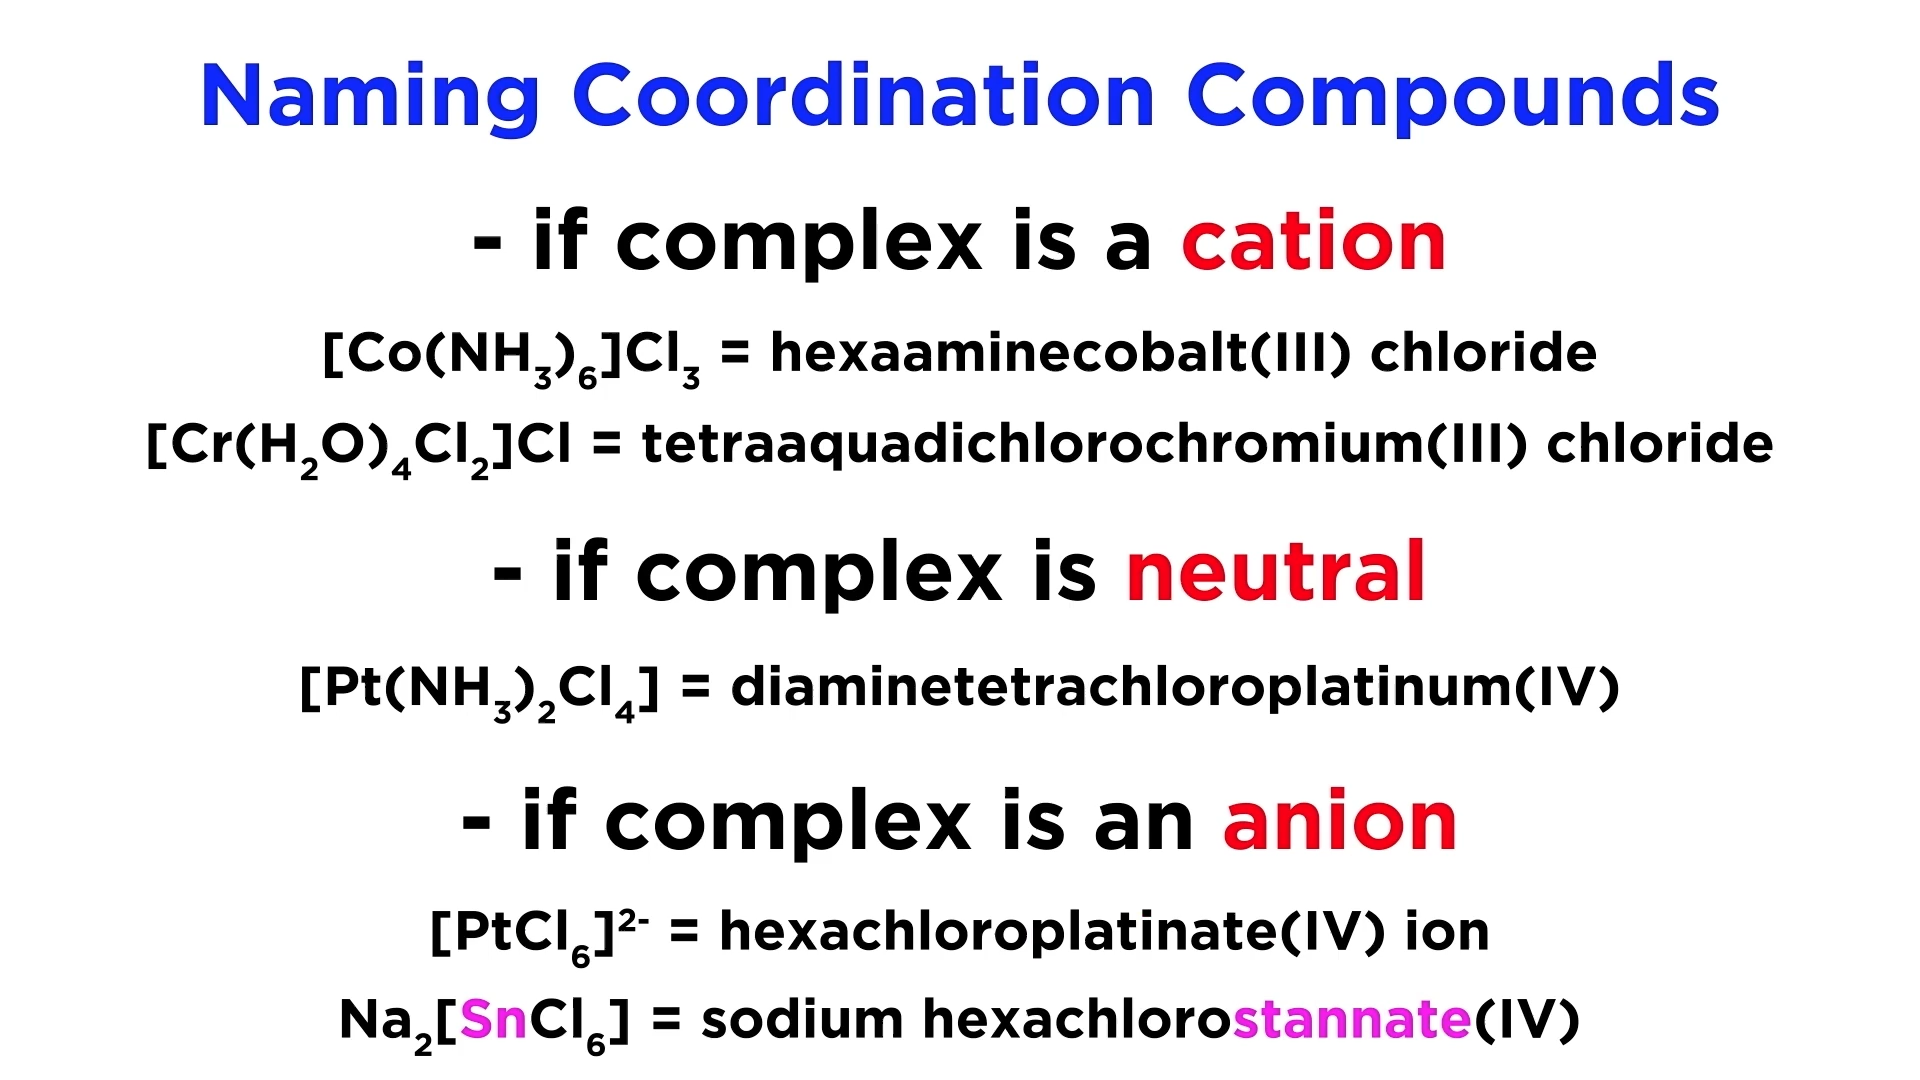 Naming Coordination Compounds
- if complex is a cation
[Co(NH₃)₆]Cl₃ = hexaaminecobalt(III) chloride
[Cr(H₂O)₄Cl₂]Cl = tetraaquadichlorochromium(III) chloride
- if complex is neutral
[Pt(NH₃)₂Cl₄] = diaminetetrachloroplatinum(IV)
- if complex is an anion
[PtCl₆]²⁻ = hexachloroplatinate(IV) ion
Na₂[SnCl₆] = sodium hexachlorostannate(IV)